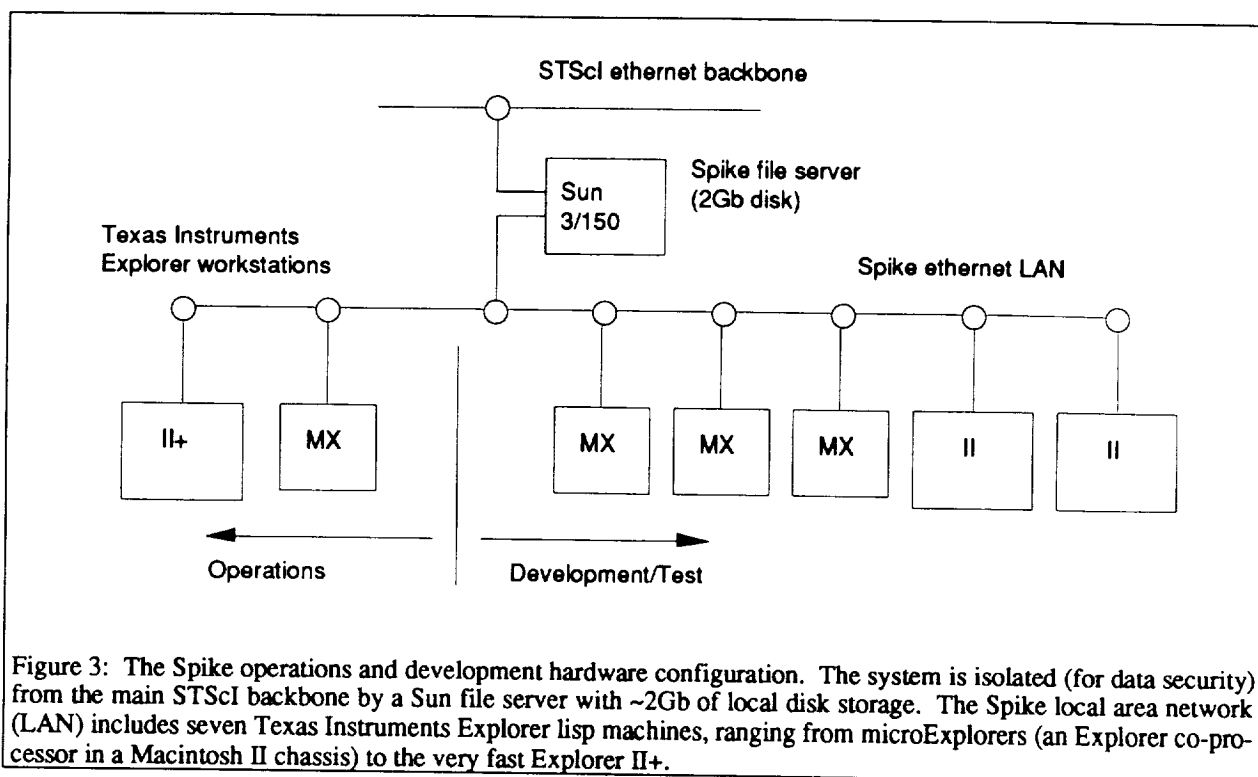 STScI ethernet backbone
Sun
3/150
Spike file server
(2Gb disk)
Texas Instruments
Explorer workstations
Spike ethernet LAN
II+
MX
MX
MX
MX
II
II
Operations
Development/Test
Figure 3: The Spike operations and development hardware configuration. The system is isolated (for data security)
from the main STScI backbone by a Sun file server with ~2Gb of local disk storage. The Spike local area network
(LAN) includes seven Texas Instruments Explorer lisp machines, ranging from microExplorers (an Explorer co-pro-
cessor in a Macintosh II chassis) to the very fast Explorer II+.